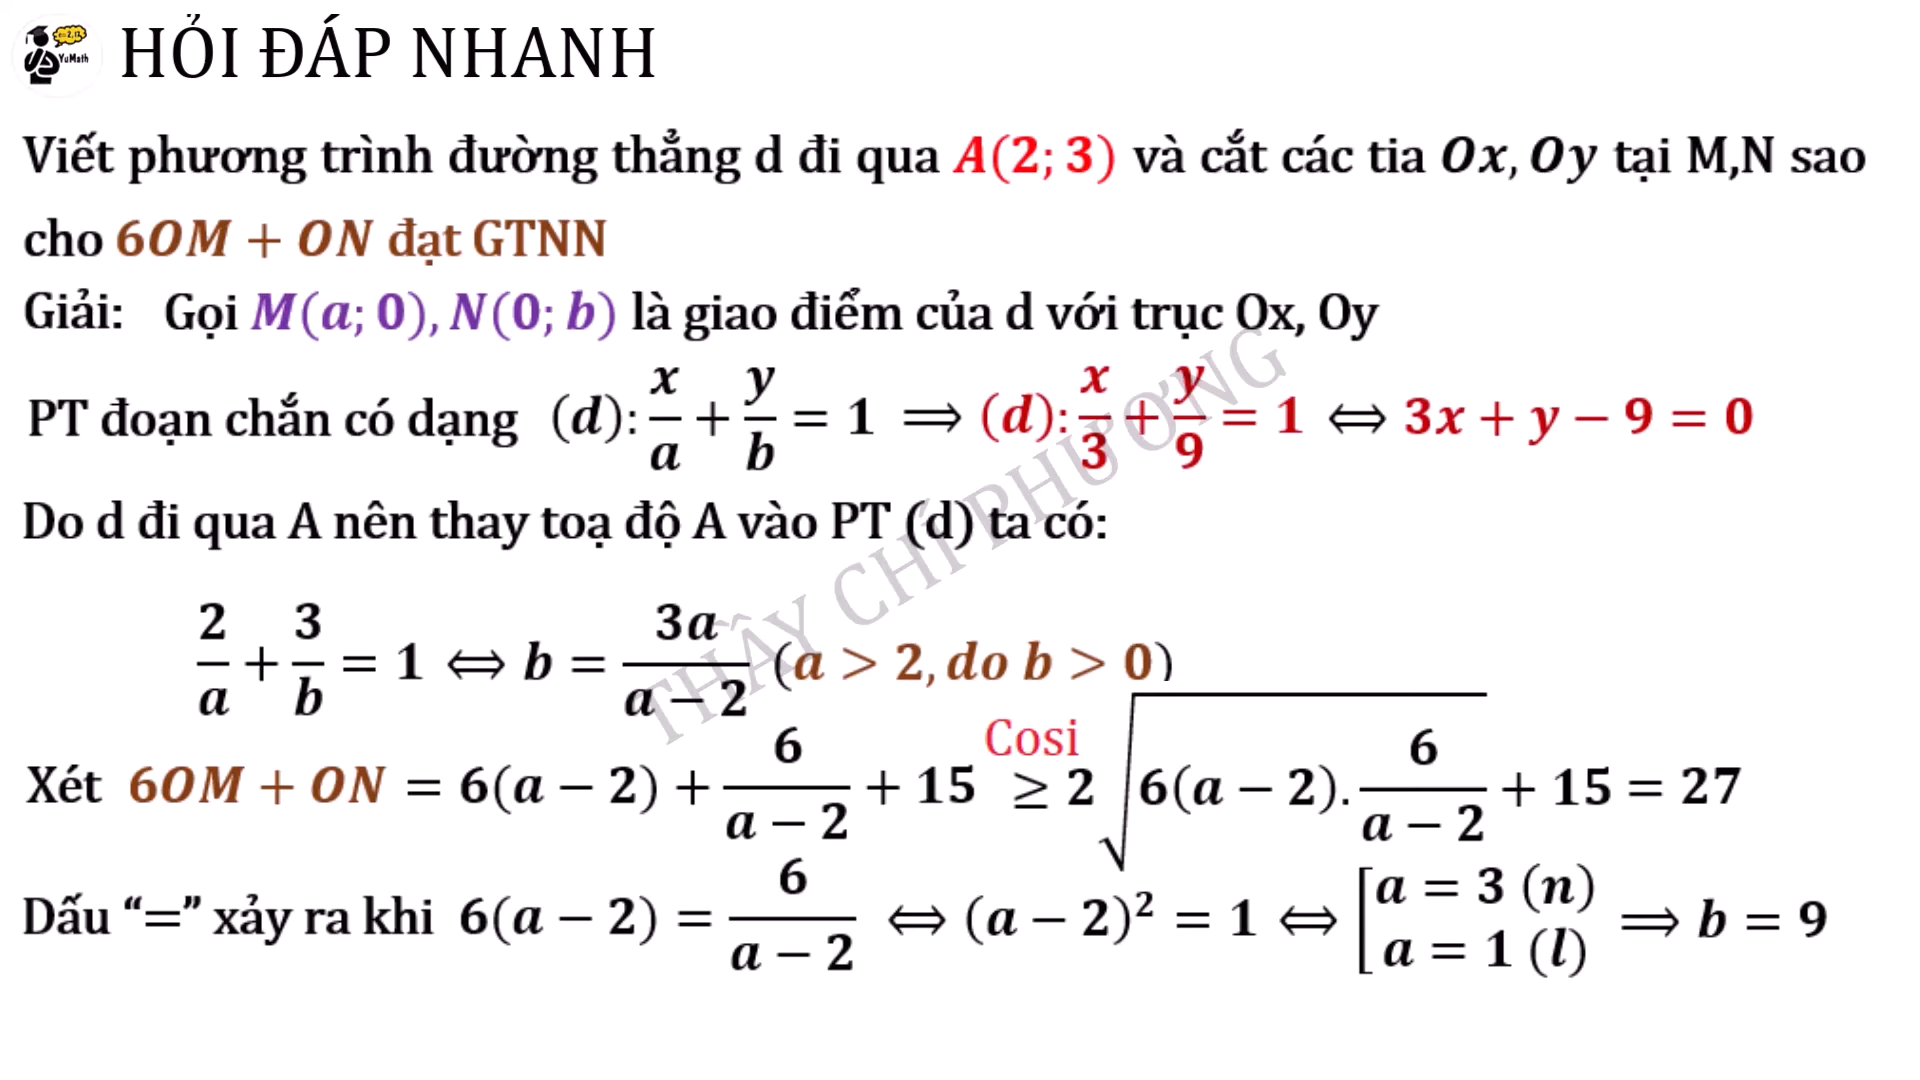 HỎI ĐÁP NHANH
YuMath
Viết phương trình đường thẳng d đi qua A(2; 3) và cắt các tia Ox, Oy tại M,N sao
cho 6OM + ON đạt GTNN
Giải: Gọi M(a; 0), N(0; b) là giao điểm của d với trục Ox, Oy
PT đoạn chắn có dạng (d): x/a + y/b = 1 ⟹ (d): x/3 + y/9 = 1 ⟺ 3x + y − 9 = 0
Do d đi qua A nên thay toạ độ A vào PT (d) ta có:
2/a + 3/b = 1 ⟺ b = 3a/(a − 2) (a > 2, do b > 0)
Xét 6OM + ON = 6(a − 2) + 6/(a − 2) + 15 Cosi ≥ 2√(6(a − 2). 6/(a − 2)) + 15 = 27
Dấu “=” xảy ra khi 6(a − 2) = 6/(a − 2) ⟺ (a − 2)² = 1 ⟺ [a = 3 (n)
a = 1 (l) ⟹ b = 9
THẦY CHÍ PHƯƠNG